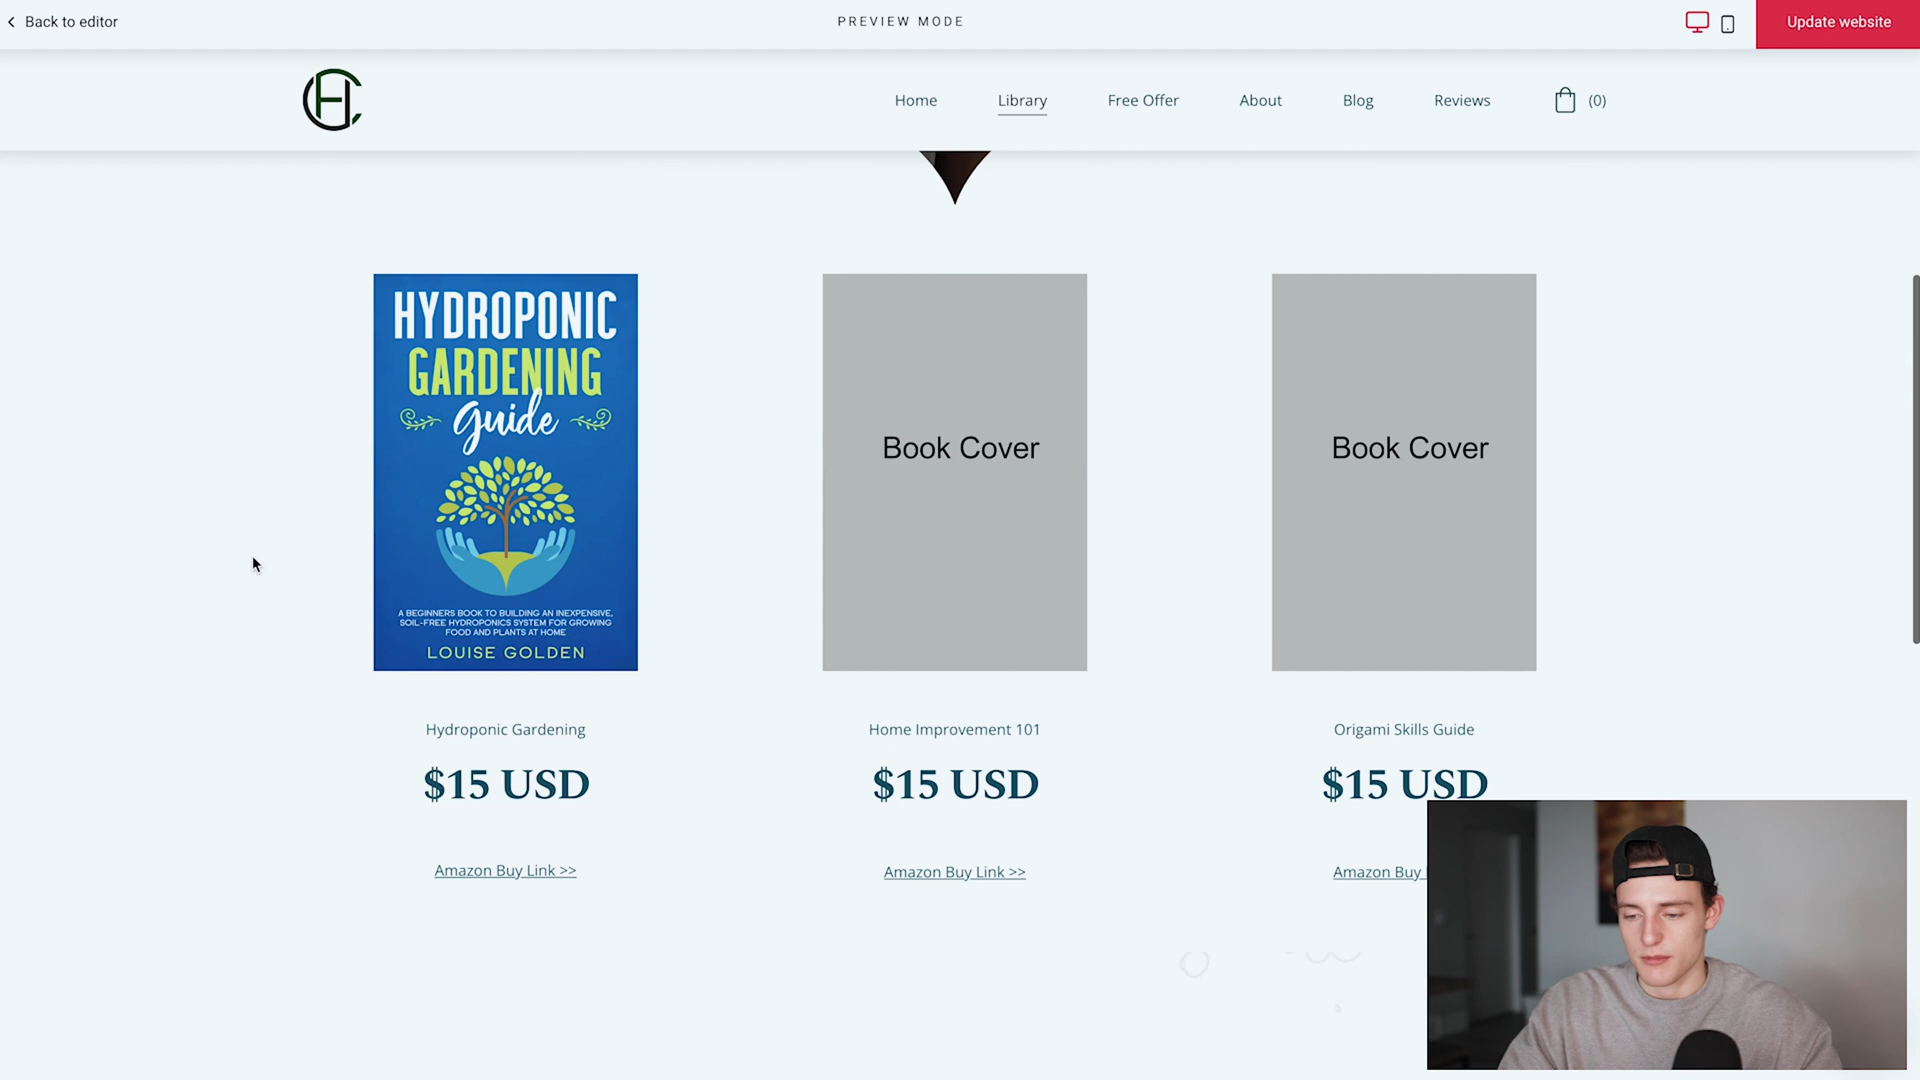 Back to editor
PREVIEW MODE
Update website
Home
Library
Free Offer
About
Blog
Reviews
(0)
HYDROPONIC
GARDENING
guide
A BEGINNERS BOOK TO BUILDING AN INEXPENSIVE,
SOIL-FREE HYDROPONICS SYSTEM FOR GROWING
FOOD AND PLANTS AT HOME
LOUISE GOLDEN
Book Cover
Book Cover
Hydroponic Gardening
Home Improvement 101
Origami Skills Guide
$15 USD
$15 USD
$15 USD
Amazon Buy Link >>
Amazon Buy Link >>
Amazon Buy